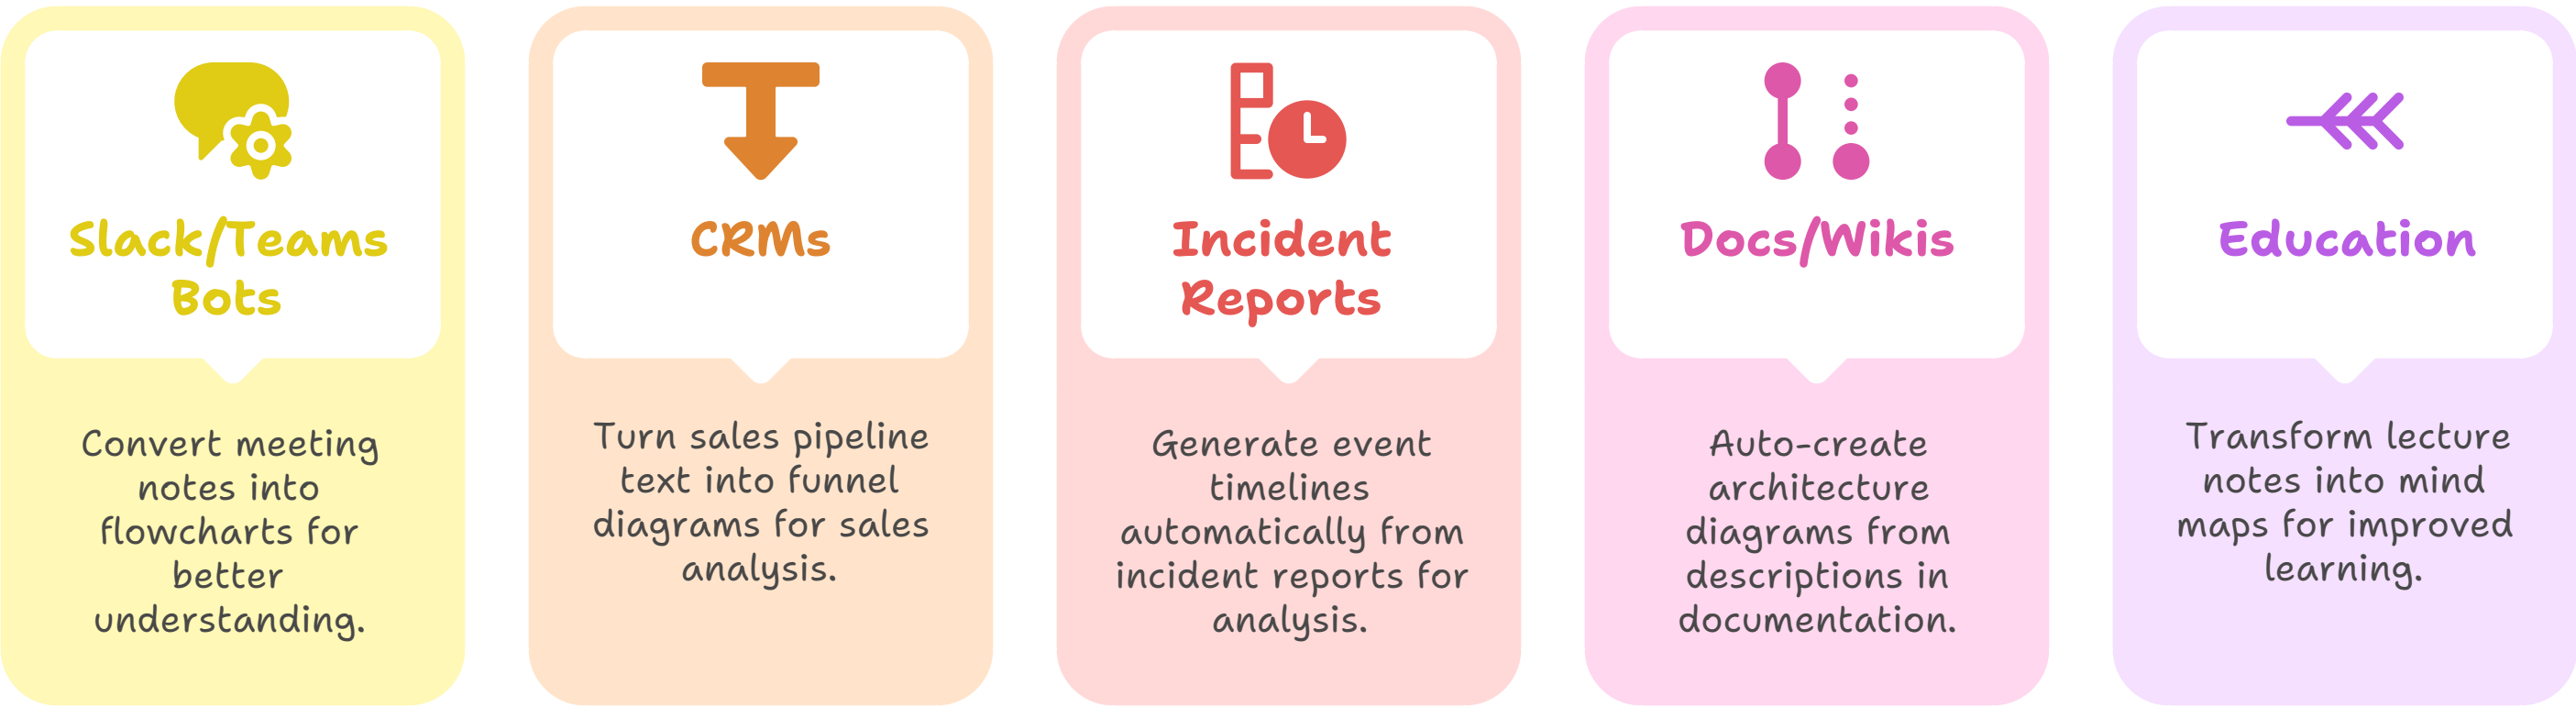 Slack/Teams
Bots
Convert meeting
notes into
flowcharts for
better
understanding.
CRMs
Turn sales pipeline
text into funnel
diagrams for sales
analysis.
Incident
Reports
Generate event
timelines
automatically from
incident reports for
analysis.
Docs/Wikis
Auto-create
architecture
diagrams from
descriptions in
documentation.
Education
Transform lecture
notes into mind
maps for improved
learning.